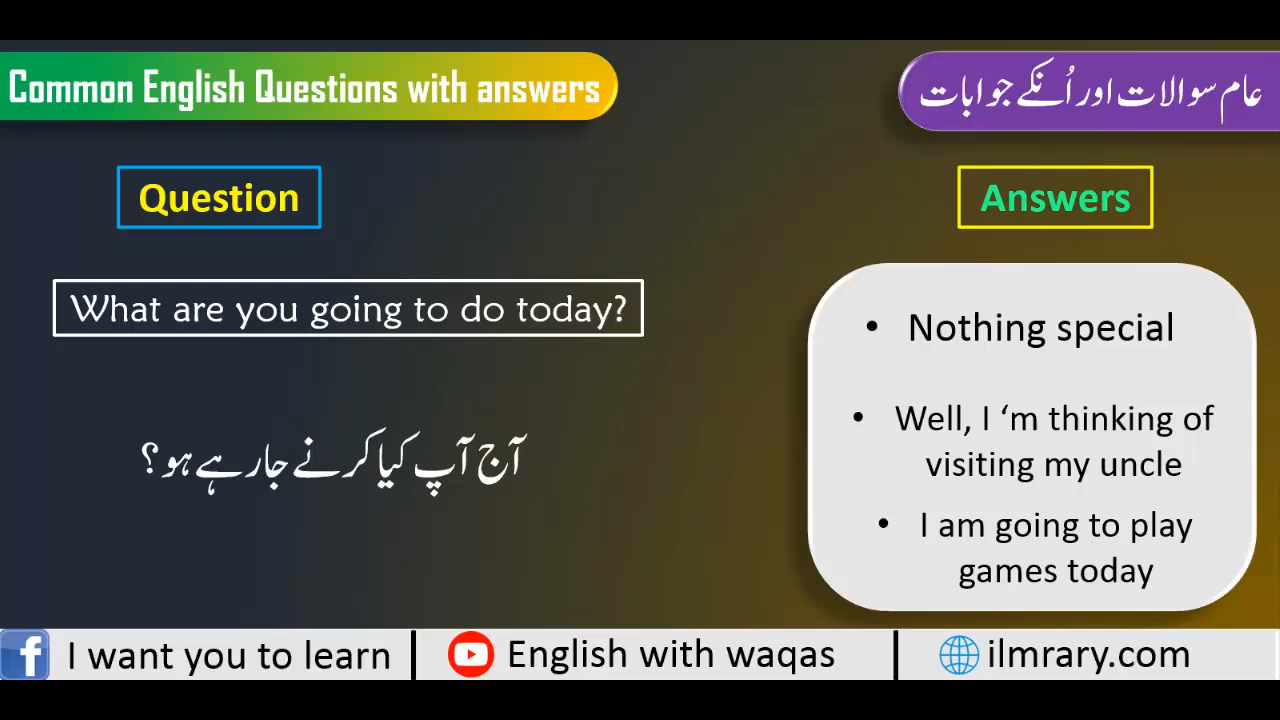 Common English Questions with answers
عام سوالات اور اُنکے جوابات
Question
Answers
What are you going to do today?
آج آپ کیا کرنے جا رہے ہو؟
• Nothing special
• Well, I ‘m thinking of
visiting my uncle
• I am going to play
games today
f I want you to learn
English with waqas
ilmrary.com